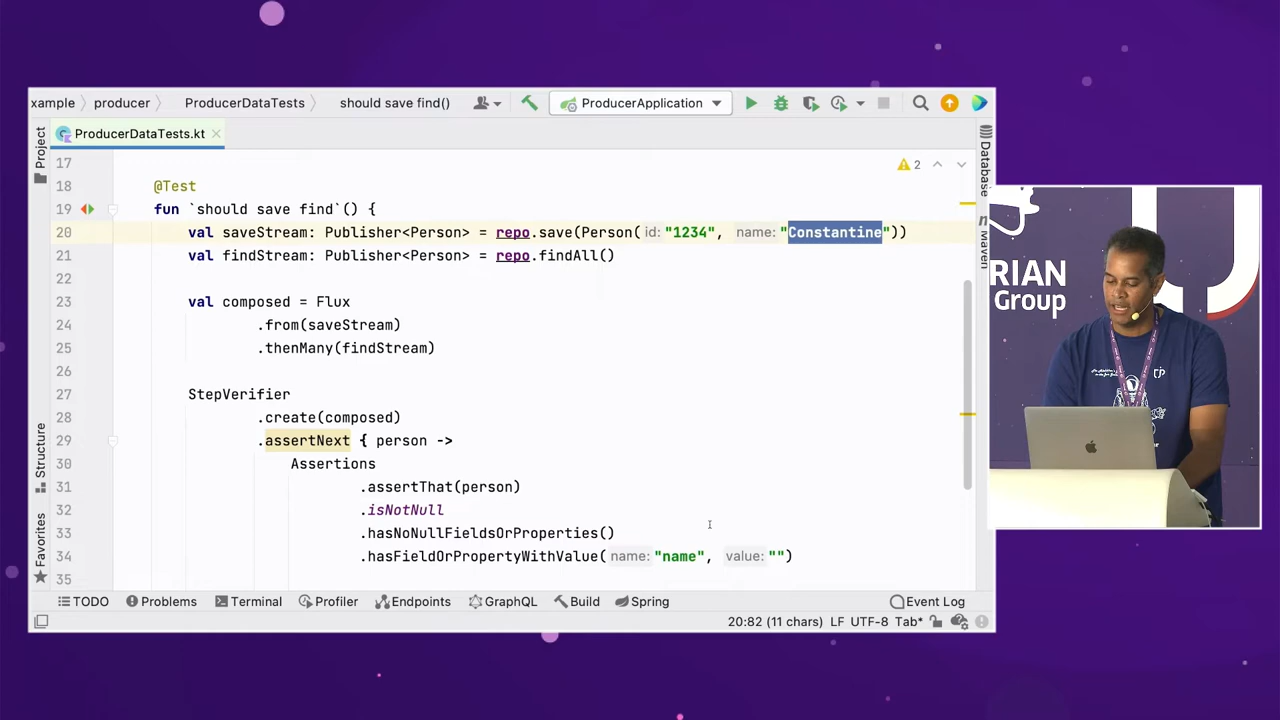 xample producer ProducerDataTests should save find() ProducerApplication
ProducerDataTests.kt
Project
Structure
Favorites
17
2
18 @Test
19 fun `should save find`() {
20 val saveStream: Publisher<Person> = repo.save(Person( id: "1234", name: "Constantine"))
21 val findStream: Publisher<Person> = repo.findAll()
22
23 val composed = Flux
24 .from(saveStream)
25 .thenMany(findStream)
26
27 StepVerifier
28 .create(composed)
29 .assertNext { person ->
30 Assertions
31 .assertThat(person)
32 .isNotNull
33 .hasNoNullFieldsOrProperties()
34 .hasFieldOrPropertyWithValue( name: "name", value: "")
35
Database
Maven
TODO Problems Terminal Profiler Endpoints GraphQL Build Spring Event Log
20:82 (11 chars) LF UTF-8 Tab*
RIAN
Group